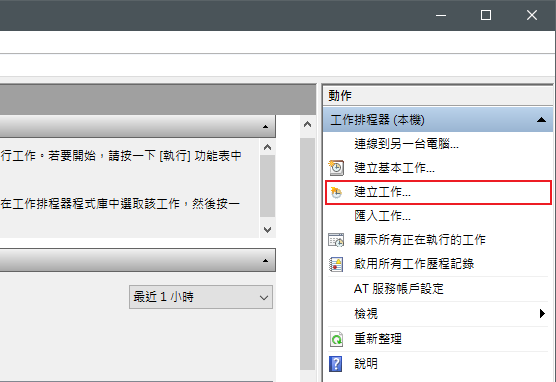 動作
工作排程器 (本機)
連線到另一台電腦...
建立基本工作...
建立工作...
匯入工作...
顯示所有正在執行的工作
啟用所有工作歷程記錄
AT 服務帳戶設定
檢視
重新整理
說明
行工作。若要開始，請按一下 [執行] 功能表中
在工作排程器程式庫中選取該工作，然後按一
最近 1 小時